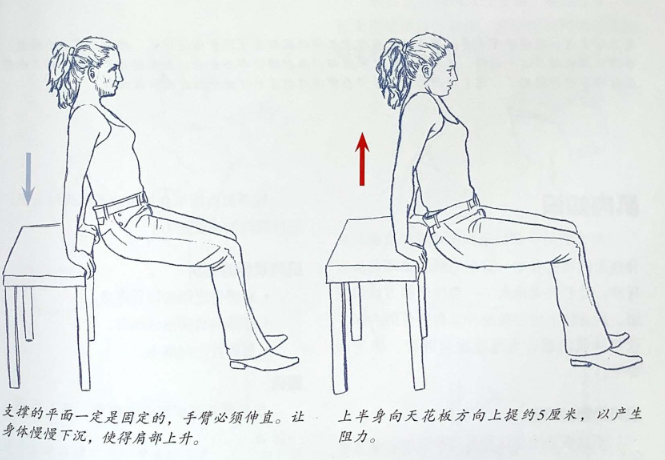 支撑的平面一定是固定的，手臂必须伸直。让
身体慢慢下沉，使得肩部上升。
上半身向天花板方向上提约5厘米，以产生
阻力。